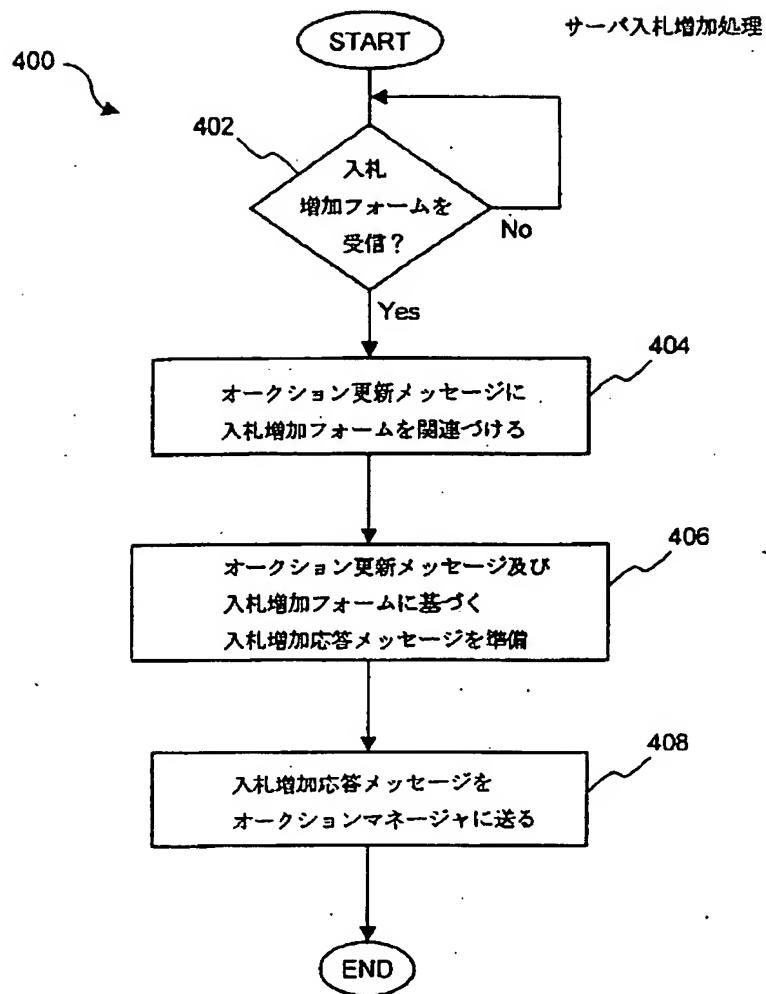 サーバ入札増加処理
START
400
402
入札
増加フォームを
受信？
No
Yes
404
オークション更新メッセージに
入札増加フォームを関連づける
406
オークション更新メッセージ及び
入札増加フォームに基づく
入札増加応答メッセージを準備
408
入札増加応答メッセージを
オークションマネージャに送る
END